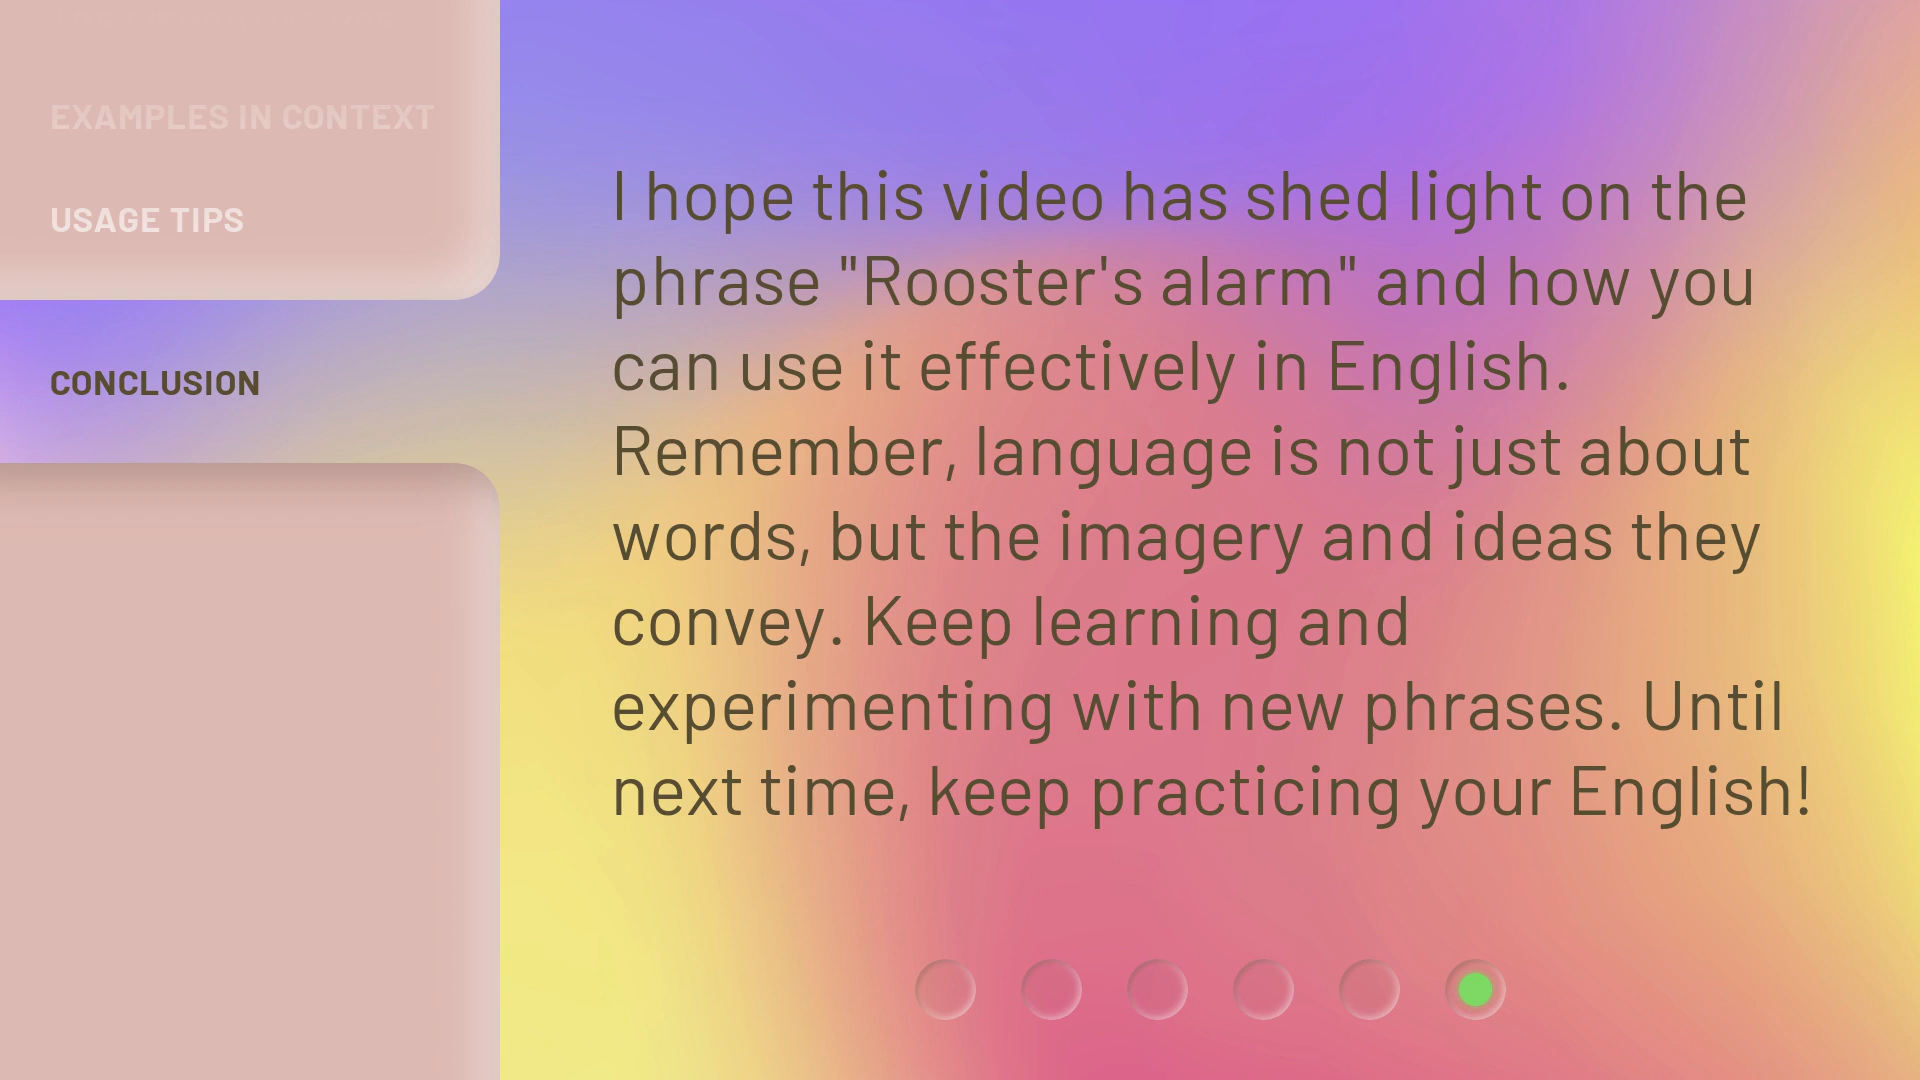 EXAMPLES IN CONTEXT
USAGE TIPS
CONCLUSION
I hope this video has shed light on the
phrase "Rooster's alarm" and how you
can use it effectively in English.
Remember, language is not just about
words, but the imagery and ideas they
convey. Keep learning and
experimenting with new phrases. Until
next time, keep practicing your English!